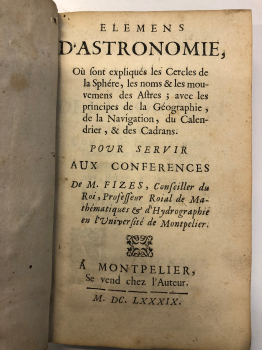 ELEMENS
D'ASTRONOMIE,
Où sont expliqués les Cercles de
la Sphére, les noms & les mou-
vemens des Astres ; avec les
principes de la Géographie,
de la Navigation, du Calen-
drier, & des Cadrans.
POUR SERVIR
AUX CONFERENCES
De M. FIZES, Conseiller du
Roi, Professeur Roial de Ma-
thématiques & d'Hydrographie
en l'Université de Montpelier.
À MONTPELIER,
Se vend chez l'Auteur.
M. DC. LXXXIX.